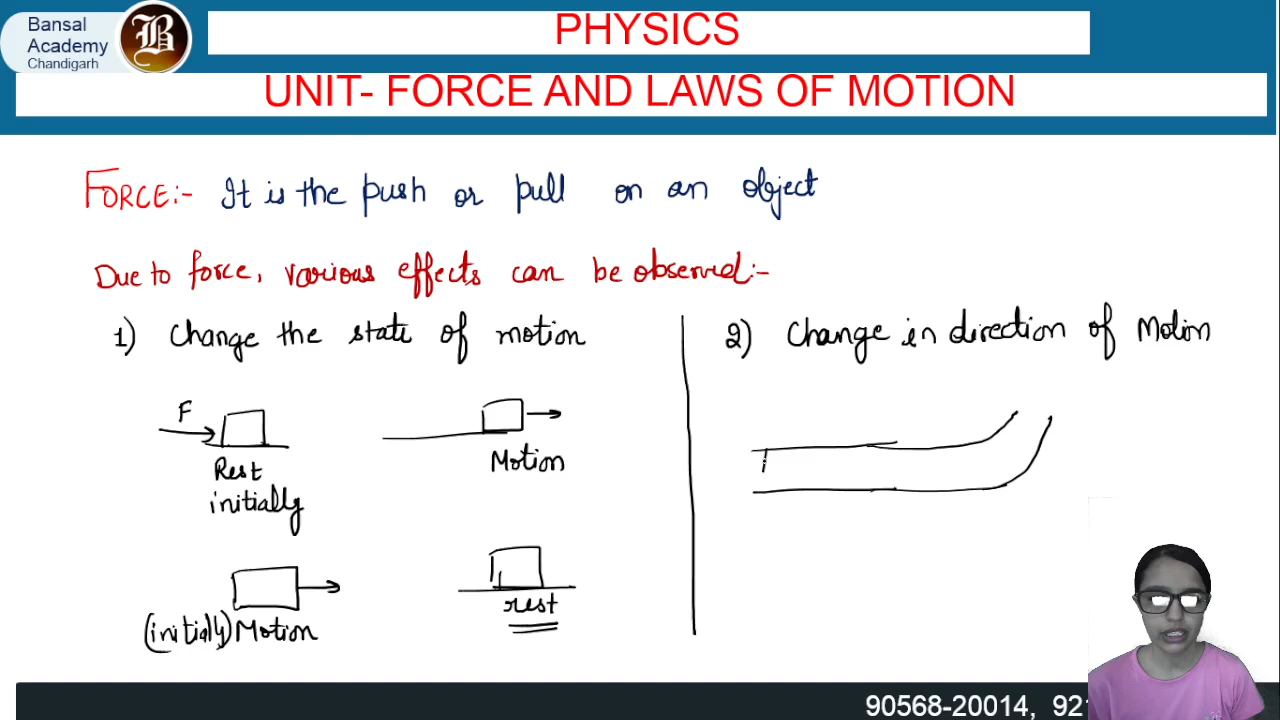 Bansal
Academy
Chandigarh
B
PHYSICS
UNIT- FORCE AND LAWS OF MOTION
FORCE:- It is the push or pull on an object
Due to force, various effects can be observed:-
1) Change the state of motion
2) Change in direction of Motion
F
Rest
initially
Motion
(initially) Motion
rest
90568-20014, 921